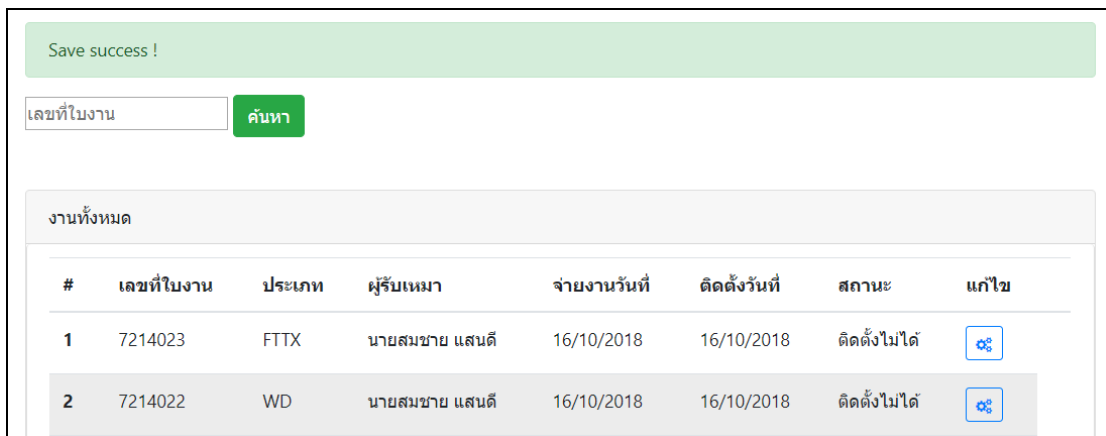 Save success !
เลขที่ใบงาน ค้นหา
งานทั้งหมด
# เลขที่ใบงาน ประเภท ผู้รับเหมา จ่ายงานวันที่ ติดตั้งวันที่ สถานะ แก้ไข
1 7214023 FTTX นายสมชาย แสนดี 16/10/2018 16/10/2018 ติดตั้งไม่ได้
2 7214022 WD นายสมชาย แสนดี 16/10/2018 16/10/2018 ติดตั้งไม่ได้